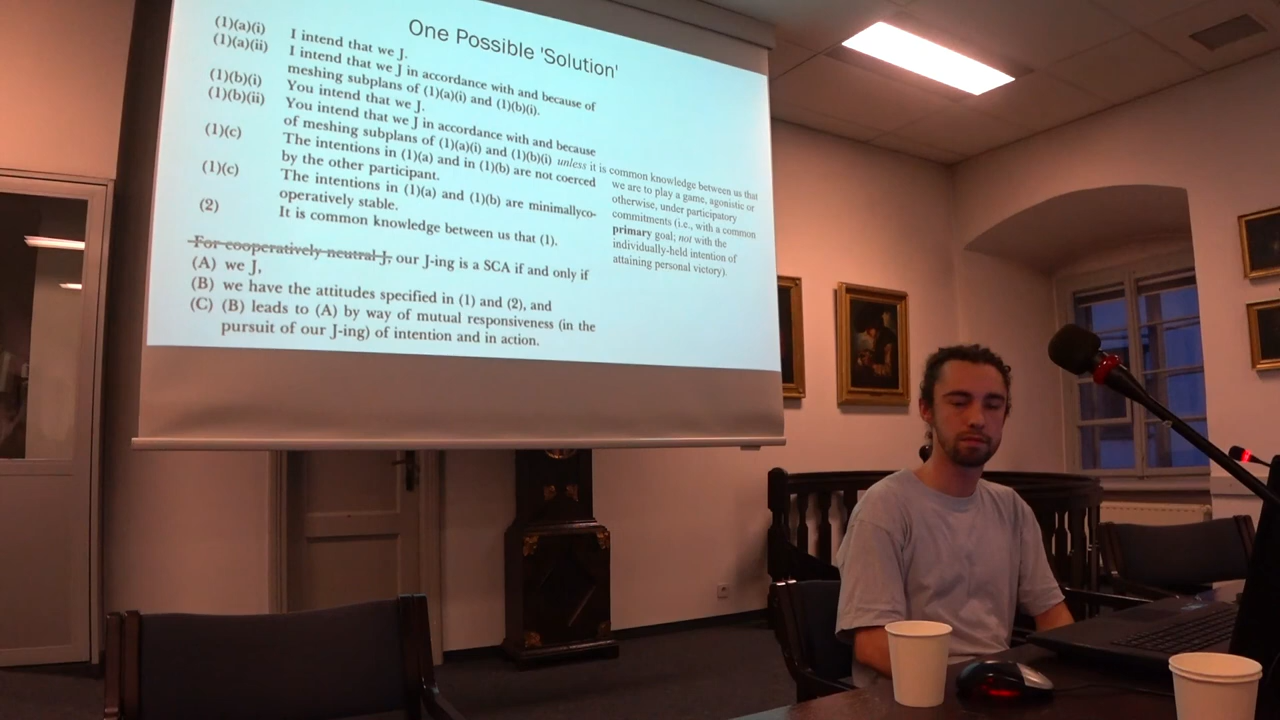 One Possible 'Solution'
(1)(a)(i) I intend that we J.
(1)(a)(ii) I intend that we J in accordance with and because of
meshing subplans of (1)(a)(i) and (1)(b)(i).
(1)(b)(i) You intend that we J.
(1)(b)(ii) You intend that we J in accordance with and because
of meshing subplans of (1)(a)(i) and (1)(b)(i)
(1)(c) The intentions in (1)(a) and in (1)(b) are not coerced
by the other participant.
(1)(c) The intentions in (1)(a) and (1)(b) are minimallyco-
operatively stable.
(2) It is common knowledge between us that (1).
unless it is common knowledge between us that
we are to play a game, agonistic or
otherwise, under participatory
commitments (i.e., with a common
primary goal; not with the
individually-held intention of
attaining personal victory).
For cooperatively neutral J, our J-ing is a SCA if and only if
(A) we J,
(B) we have the attitudes specified in (1) and (2), and
(C) (B) leads to (A) by way of mutual responsiveness (in the
pursuit of our J-ing) of intention and in action.